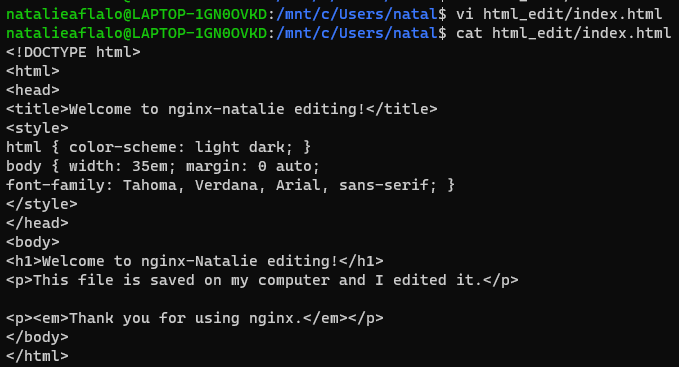 natalieaflalo@LAPTOP-1GN0OVKD:/mnt/c/Users/natal$ vi html_edit/index.html
natalieaflalo@LAPTOP-1GN0OVKD:/mnt/c/Users/natal$ cat html_edit/index.html
<!DOCTYPE html>
<html>
<head>
<title>Welcome to nginx-natalie editing!</title>
<style>
html { color-scheme: light dark; }
body { width: 35em; margin: 0 auto;
font-family: Tahoma, Verdana, Arial, sans-serif; }
</style>
</head>
<body>
<h1>Welcome to nginx-Natalie editing!</h1>
<p>This file is saved on my computer and I edited it.</p>

<p><em>Thank you for using nginx.</em></p>
</body>
</html>